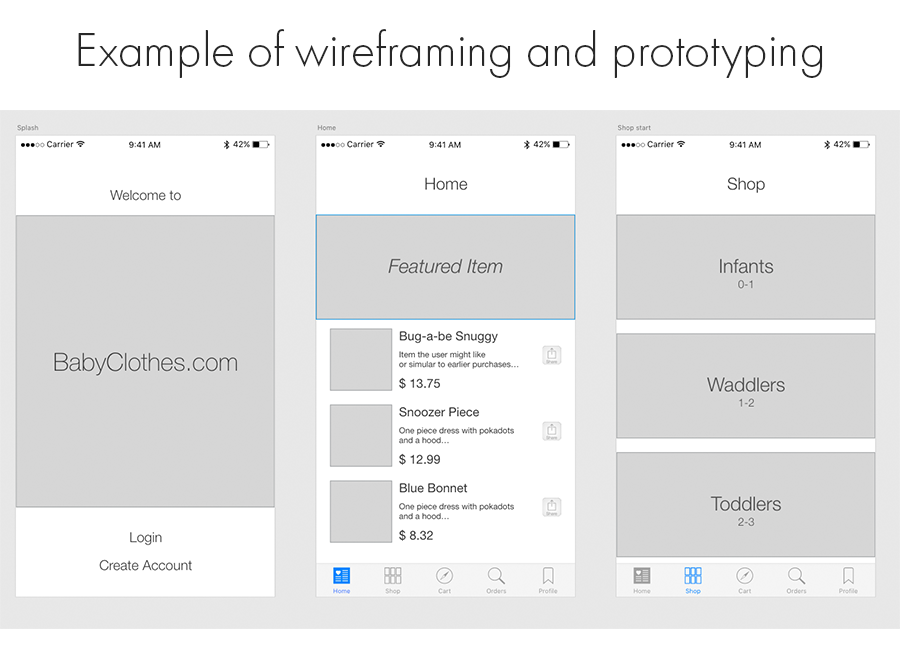 Example of wireframing and prototyping
Splash
Carrier 9:41 AM 42%
Welcome to
BabyClothes.com
Login
Create Account
Home
Carrier 9:41 AM 42%
Home
Featured Item
Bug-a-be Snuggy
Item the user might like
or simular to earlier purchases...
$ 13.75
Share
Snoozer Piece
One piece dress with pokadots
and a hood...
$ 12.99
Share
Blue Bonnet
One piece dress with pokadots
and a hood...
$ 8.32
Share
Home Shop Cart Orders Profile
Shop start
Carrier 9:41 AM 42%
Shop
Infants
0-1
Waddlers
1-2
Toddlers
2-3
Home Shop Cart Orders Profile